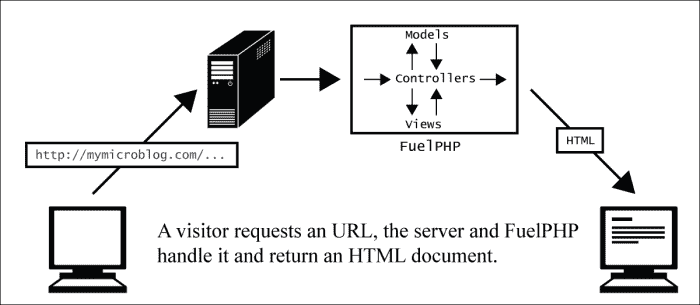 Models
Controllers
Views
FuelPHP
http://mymicroblog.com/...
HTML
A visitor requests an URL, the server and FuelPHP
handle it and return an HTML document.